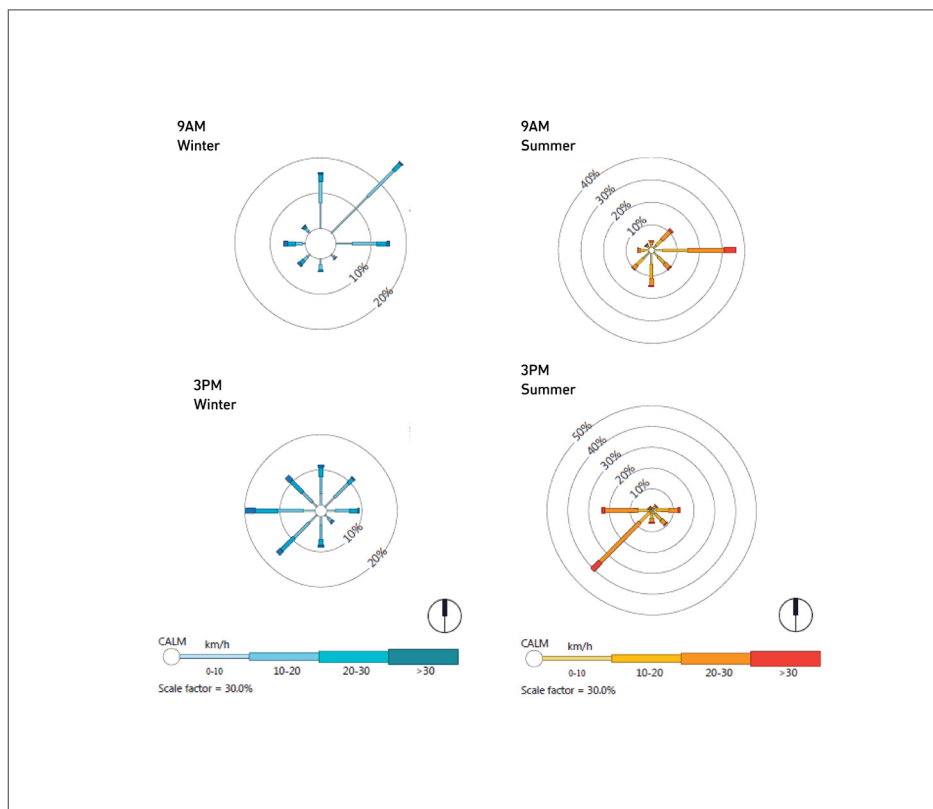 9AM
Winter
10%
20%
9AM
Summer
40%
30%
20%
10%
3PM
Winter
10%
20%
3PM
Summer
50%
40%
30%
20%
10%
CALM km/h
0-10 10-20 20-30 >30
Scale factor = 30.0%
CALM km/h
0-10 10-20 20-30 >30
Scale factor = 30.0%